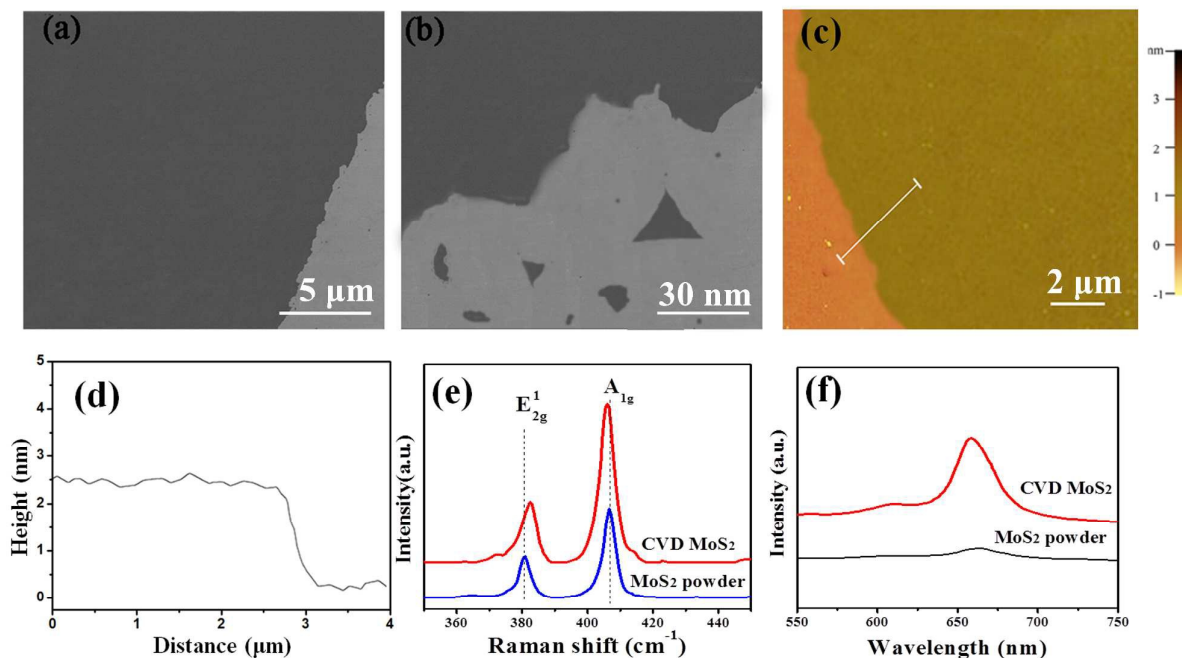 (a)
5 μm
(b)
30 nm
(c)
2 μm
nm
3
2
1
0
-1
(d)
5
4
3
2
1
0
Height (nm)
0 1 2 3 4
Distance (μm)
(e)
E¹₂g
A₁g
CVD MoS₂
MoS₂ powder
Intensity(a.u.)
360 380 400 420 440
Raman shift (cm⁻¹)
(f)
CVD MoS₂
MoS₂ powder
Intensity (a.u.)
550 600 650 700 750
Wavelength (nm)